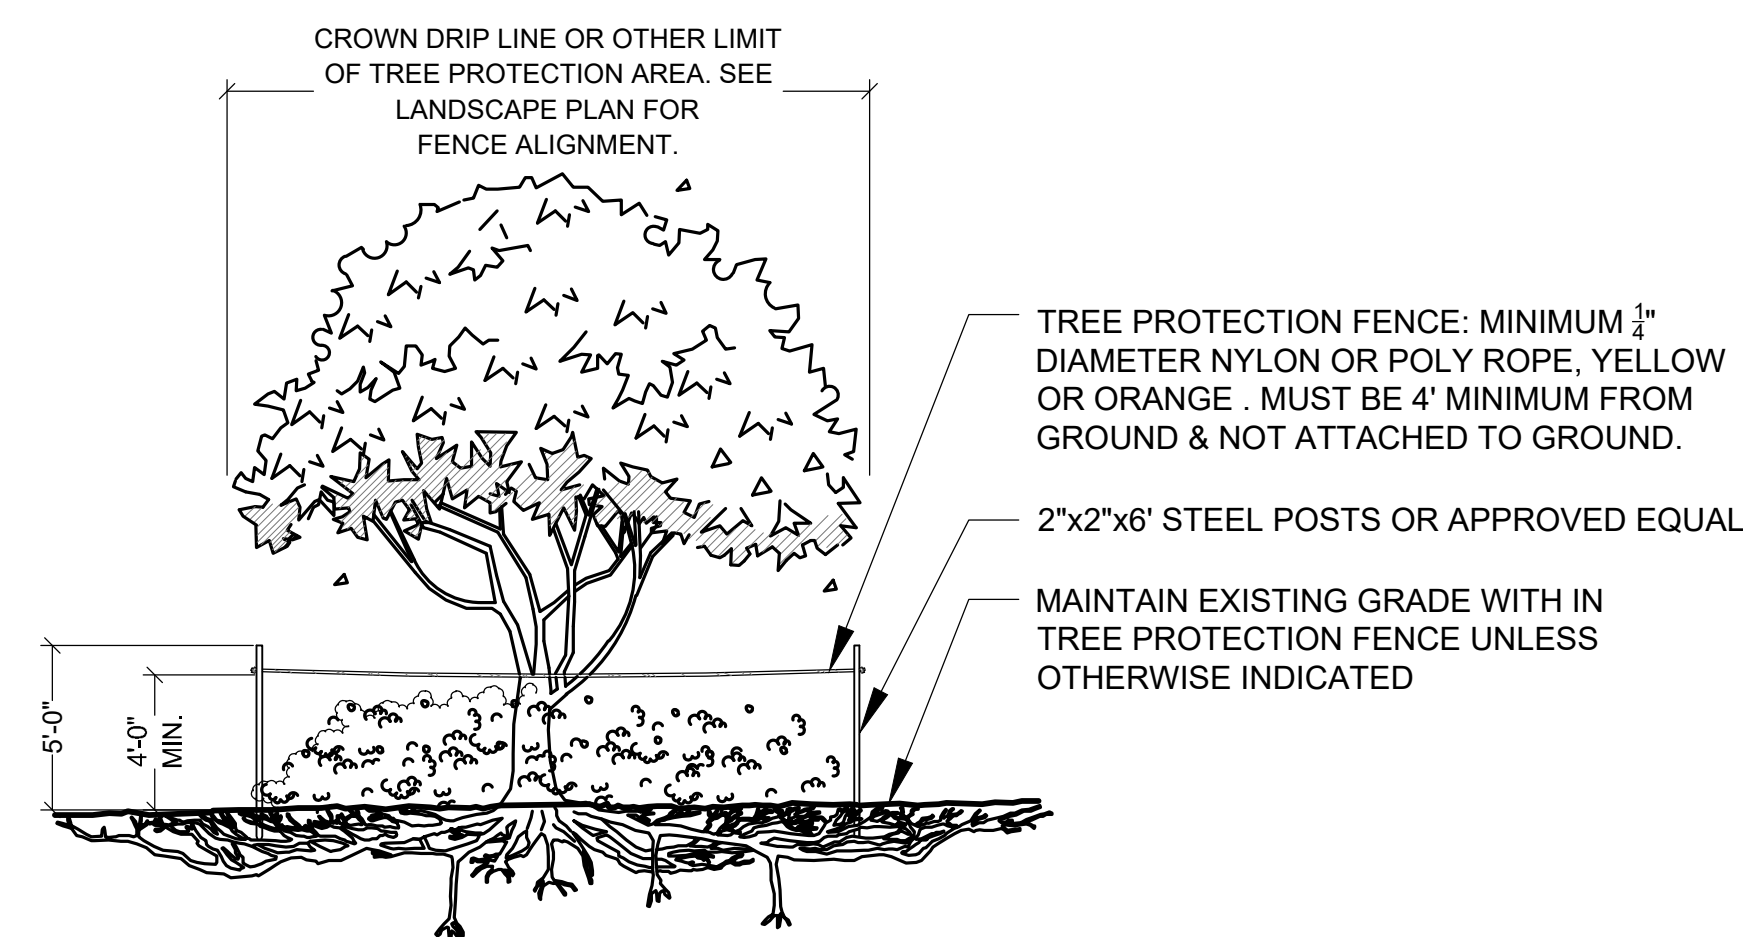 CROWN DRIP LINE OR OTHER LIMIT
OF TREE PROTECTION AREA. SEE
LANDSCAPE PLAN FOR
FENCE ALIGNMENT.
TREE PROTECTION FENCE: MINIMUM 1/4"
DIAMETER NYLON OR POLY ROPE, YELLOW
OR ORANGE . MUST BE 4' MINIMUM FROM
GROUND & NOT ATTACHED TO GROUND.
2"x2"x6' STEEL POSTS OR APPROVED EQUAL
MAINTAIN EXISTING GRADE WITH IN
TREE PROTECTION FENCE UNLESS
OTHERWISE INDICATED
5'-0"
4'-0"
MIN.